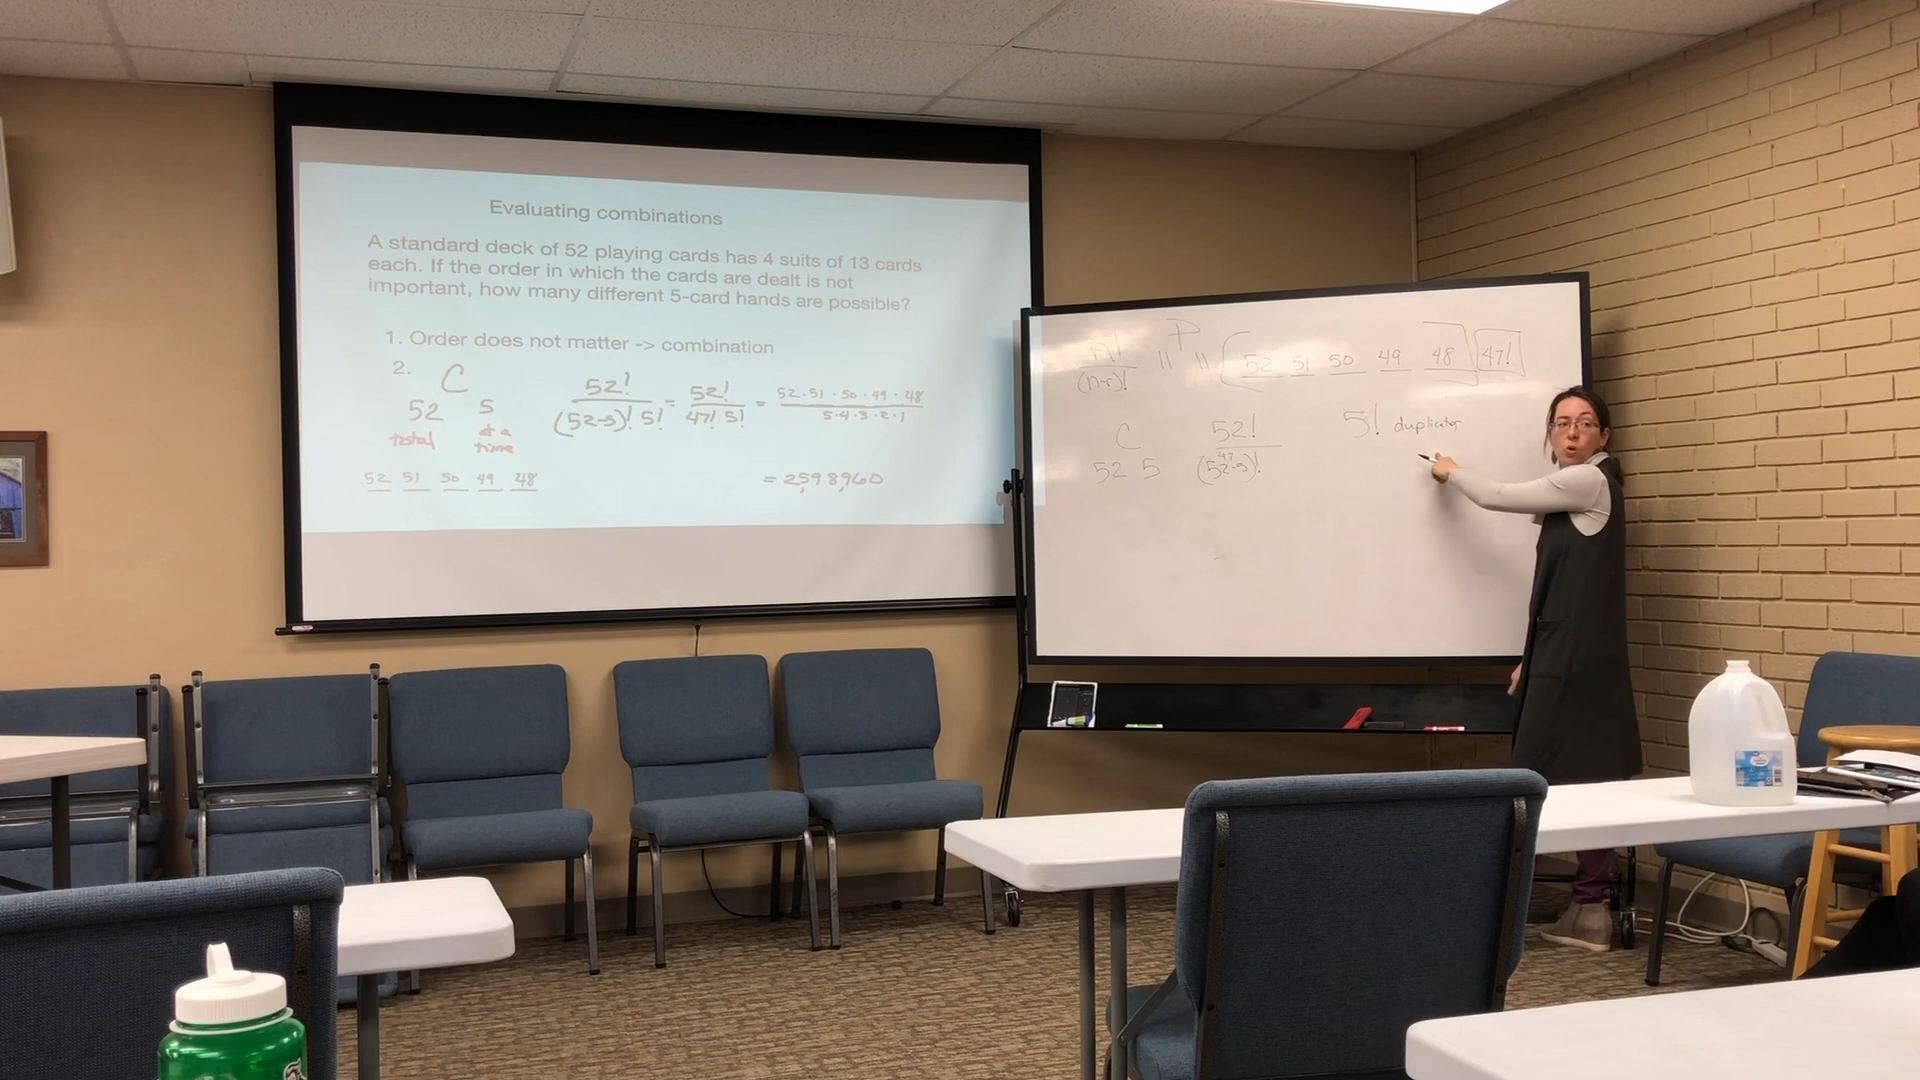 Evaluating combinations
A standard deck of 52 playing cards has 4 suits of 13 cards
each. If the order in which the cards are dealt is not
important, how many different 5-card hands are possible?
1. Order does not matter -> combination
2.
C
52 5
total at a
time
52 51 50 49 48
52! / (52-5)! 5! = 52! / 47! 5! = 52·51·50·49·48 / 5·4·3·2·1
= 2,598,960
n! / (n-r)! = P = (52 51 50 49 48) 47!
C
52 5
52! / (52-5)!
47
5! duplicates